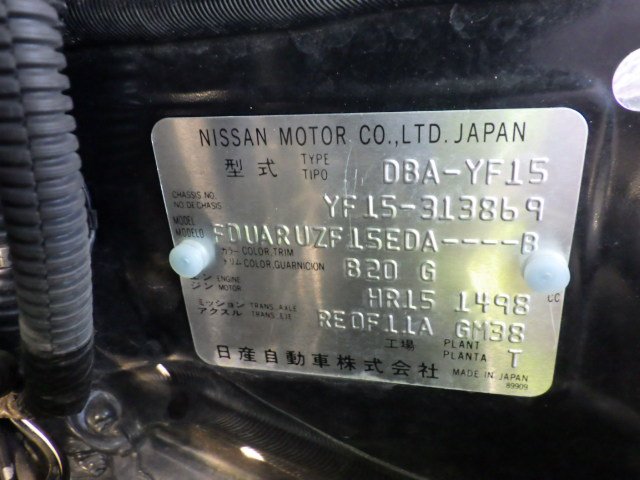 NISSAN MOTOR CO.,LTD. JAPAN
型式 TYPE TIPO DBA-YF15
CHASSIS NO. NO DE CHASIS YF15-313869
MODEL MODELO FDUARUZF15EDA----B
カラー COLOR,TRIM トリム COLOR,GUARNICION B20 G
エンジン ENGINE MOTOR HR15 1498 CC
ミッション アクスル TRANS. AXLE TRANS. EJE RE0F11A GM38
工場 PLANT PLANTA T
日産自動車株式会社 MADE IN JAPAN
89909